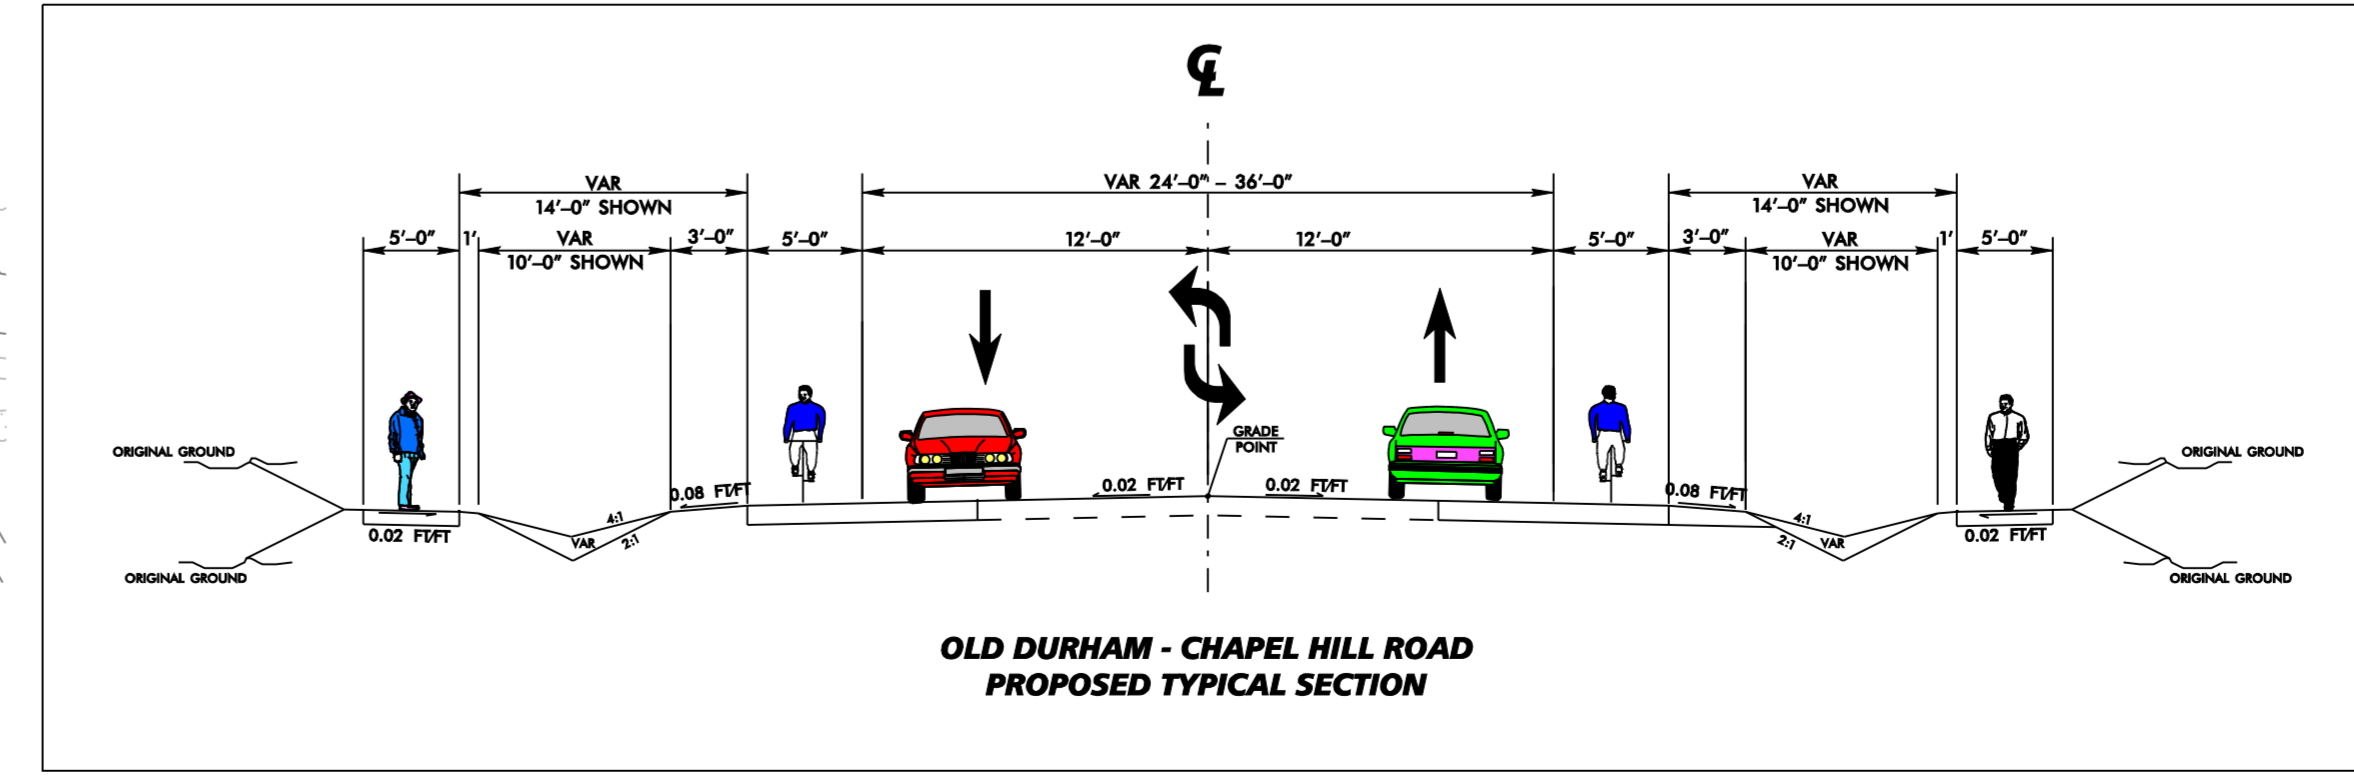 ℄
VAR
14'-0" SHOWN
VAR 24'-0" - 36'-0"
VAR
14'-0" SHOWN
5'-0" 1' VAR 3'-0" 5'-0" 12'-0" 12'-0" 5'-0" 3'-0" VAR 1' 5'-0"
10'-0" SHOWN 10'-0" SHOWN
ORIGINAL GROUND
GRADE
POINT
ORIGINAL GROUND
0.08 FT/FT 0.02 FT/FT 0.02 FT/FT 0.08 FT/FT
0.02 FT/FT 4:1 VAR 2:1 4:1 2:1 VAR 0.02 FT/FT
ORIGINAL GROUND ORIGINAL GROUND
OLD DURHAM - CHAPEL HILL ROAD
PROPOSED TYPICAL SECTION